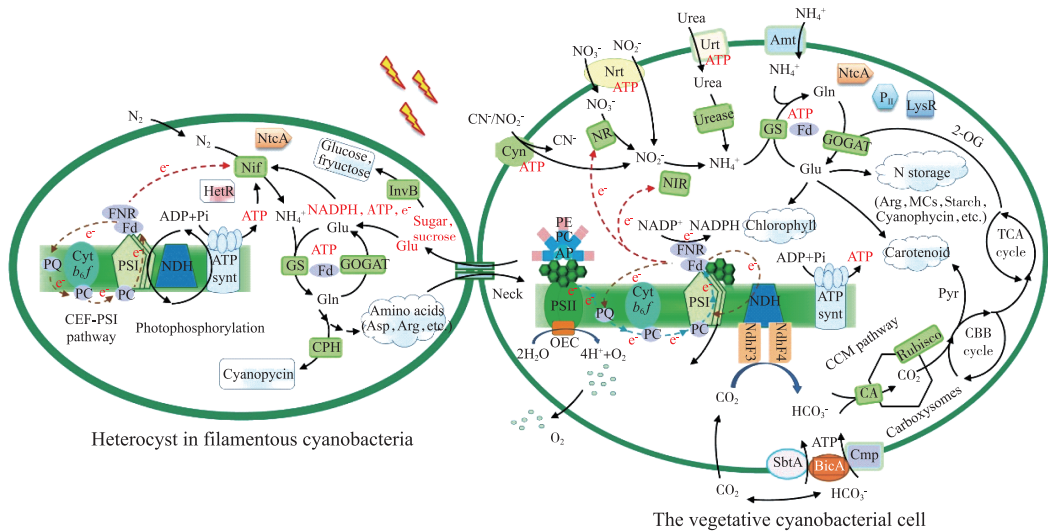 N₂
N₂
NtcA
Nif
HetR
e⁻
FNR
Fd
ADP+Pi
ATP
NH₄⁺
NADPH, ATP, e⁻
Glucose,
fryuctose
InvB
e⁻
Sugar,
sucrose
Glu
Glu
ATP
GS
Fd
GOGAT
PQ
Cyt
b₆f
PSI
NDH
ATP
synt
e⁻
e⁻
e⁻
PC
PC
CEF-PSI
pathway
Photophosphorylation
Gln
CPH
Amino acids
(Asp, Arg, etc.)
Cyanopycin
Neck
Heterocyst in filamentous cyanobacteria
Urea
NH₄⁺
NO₃⁻
NO₂⁻
Nrt
ATP
Urt
ATP
Amt
Urea
NH₄⁺
NtcA
Gln
P_II
LysR
NO₃⁻
NR
Urease
ATP
GS
Fd
GOGAT
2-OG
CN⁻/NO₂⁻
CN⁻
Cyn
ATP
NO₂⁻
NH₄⁺
Glu
N storage
(Arg, MCs, Starch,
Cyanophycin, etc.)
NIR
e⁻
e⁻
Chlorophyll
Carotenoid
TCA
cycle
PE
PC
AP
NADP⁺
NADPH
e⁻
FNR
Fd
e⁻
ADP+Pi
ATP
PSII
e⁻
PQ
Cyt
b₆f
PSI
e⁻
NDH
ATP
synt
e⁻
PC
e⁻
PC
e⁻
OEC
2H₂O
4H⁺+O₂
O₂
NdhF3
NdhF4
Pyr
CCM pathway
Rubisco
CBB
cycle
CO₂
CA
CO₂
HCO₃⁻
Carboxysomes
ATP
SbtA
BicA
Cmp
CO₂
HCO₃⁻
The vegetative cyanobacterial cell